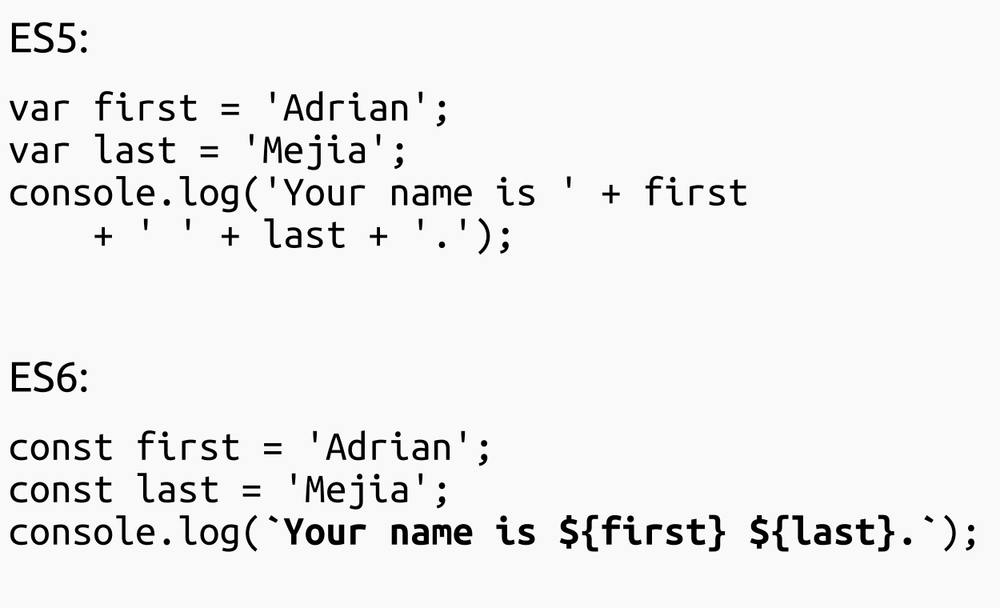 ES5:
var first = 'Adrian';
var last = 'Mejia';
console.log('Your name is ' + first
    + ' ' + last + '.');
ES6:
const first = 'Adrian';
const last = 'Mejia';
console.log(`Your name is ${first} ${last}.`);